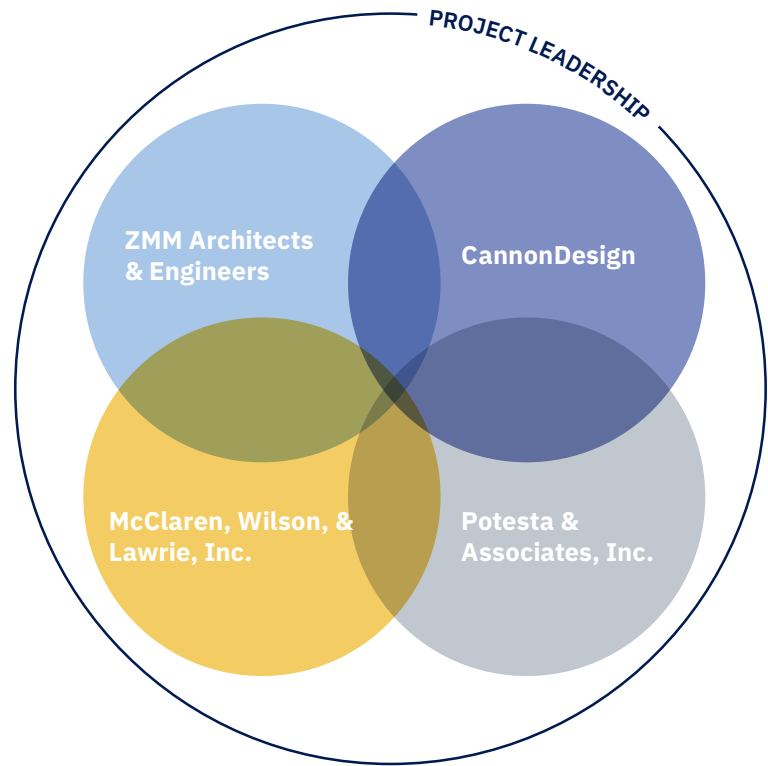 PROJECT LEADERSHIP
ZMM Architects
& Engineers
CannonDesign
McClaren, Wilson, &
Lawrie, Inc.
Potesta &
Associates, Inc.